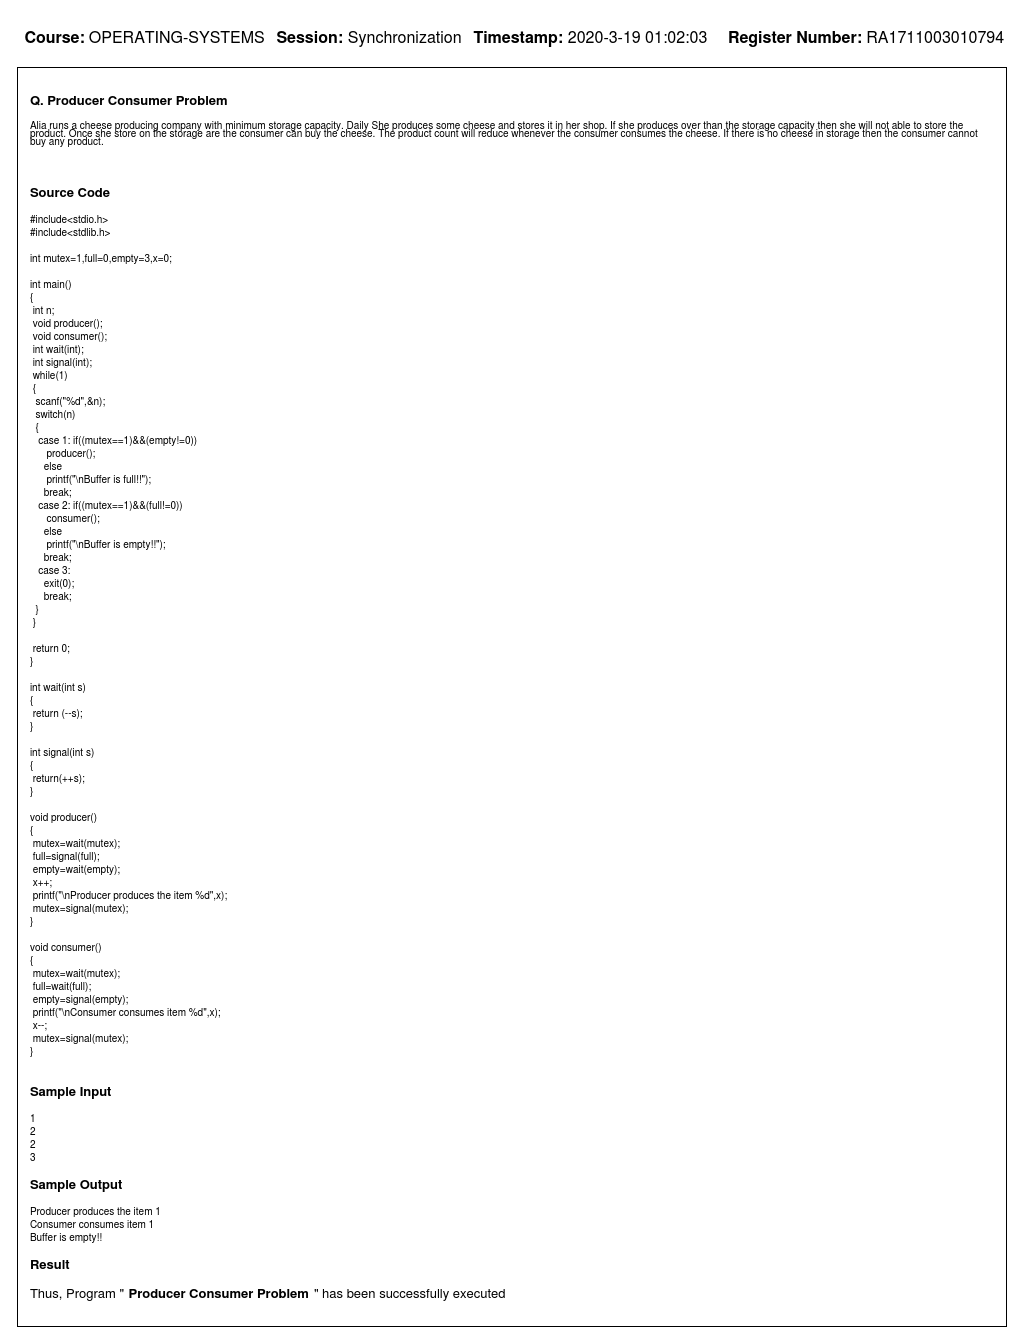 Course: OPERATING-SYSTEMS Session: Synchronization Timestamp: 2020-3-19 01:02:03 Register Number: RA1711003010794
Q. Producer Consumer Problem
Alia runs a cheese producing company with minimum storage capacity. Daily She produces some cheese and stores it in her shop. If she produces over than the storage capacity then she will not able to store the
product. Once she store on the storage are the consumer can buy the cheese. The product count will reduce whenever the consumer consumes the cheese. If there is no cheese in storage then the consumer cannot
buy any product.
Source Code
#include<stdio.h>
#include<stdlib.h>
int mutex=1,full=0,empty=3,x=0;
int main()
{
int n;
void producer();
void consumer();
int wait(int);
int signal(int);
while(1)
{
scanf("%d",&n);
switch(n)
{
case 1: if((mutex==1)&&(empty!=0))
producer();
else
printf("\nBuffer is full!!");
break;
case 2: if((mutex==1)&&(full!=0))
consumer();
else
printf("\nBuffer is empty!!");
break;
case 3:
exit(0);
break;
}
}
return 0;
}
int wait(int s)
{
return (--s);
}
int signal(int s)
{
return(++s);
}
void producer()
{
mutex=wait(mutex);
full=signal(full);
empty=wait(empty);
x++;
printf("\nProducer produces the item %d",x);
mutex=signal(mutex);
}
void consumer()
{
mutex=wait(mutex);
full=wait(full);
empty=signal(empty);
printf("\nConsumer consumes item %d",x);
x--;
mutex=signal(mutex);
}
Sample Input
1
2
2
3
Sample Output
Producer produces the item 1
Consumer consumes item 1
Buffer is empty!!
Result
Thus, Program " Producer Consumer Problem " has been successfully executed